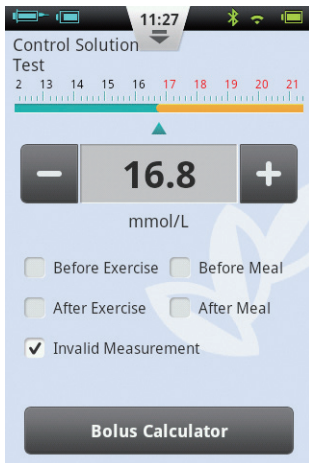 11:27
Control Solution
Test
2 13 14 15 16 17 18 19 20 21
− 16.8 +
mmol/L
Before Exercise Before Meal
After Exercise After Meal
Invalid Measurement
Bolus Calculator